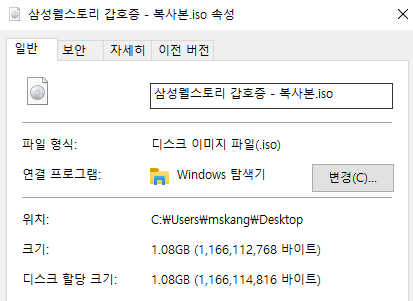 삼성웰스토리 갑호증 - 복사본.iso 속성
일반 보안 자세히 이전 버전
삼성웰스토리 갑호증 - 복사본.iso
파일 형식: 디스크 이미지 파일(.iso)
연결 프로그램: Windows 탐색기 변경(C)...
위치: C:₩Users₩mskang₩Desktop
크기: 1.08GB (1,166,112,768 바이트)
디스크 할당 크기: 1.08GB (1,166,114,816 바이트)